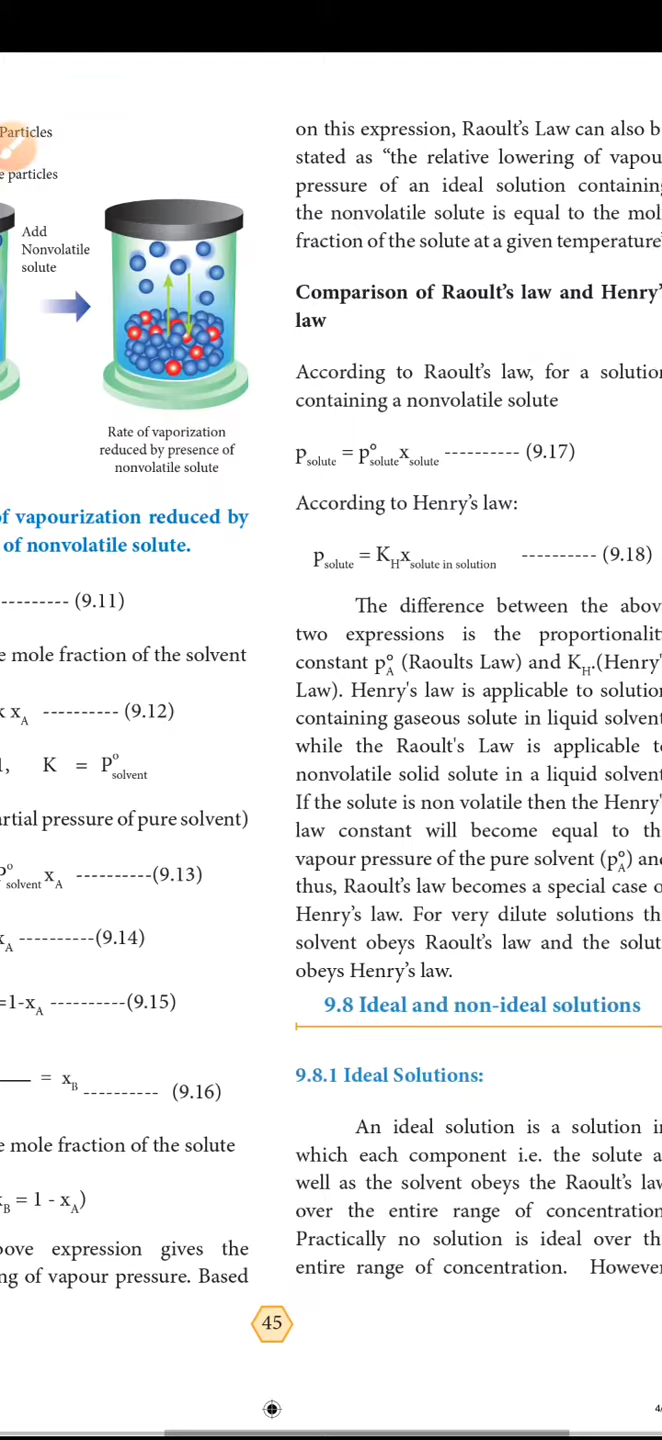 Particles
particles
Add
Nonvolatile
solute
Rate of vaporization
reduced by presence of
nonvolatile solute
of vapourization reduced by
of nonvolatile solute.
---------- (9.11)
mole fraction of the solvent
x_A ---------- (9.12)
K = P°_solvent
partial pressure of pure solvent)
P°_solvent x_A ----------(9.13)
x_A ----------(9.14)
=1-x_A ----------(9.15)
= x_B ---------- (9.16)
mole fraction of the solute
x_B = 1 - x_A)
above expression gives the
of vapour pressure. Based
on this expression, Raoult's Law can also b
stated as “the relative lowering of vapou
pressure of an ideal solution containing
the nonvolatile solute is equal to the mol
fraction of the solute at a given temperature”
Comparison of Raoult's law and Henry's
law
According to Raoult's law, for a solution
containing a nonvolatile solute
p_solute = p°_solute x_solute ---------- (9.17)
According to Henry's law:
p_solute = K_H x_solute in solution ---------- (9.18)
The difference between the abov
two expressions is the proportionalit
constant p°_A (Raoults Law) and K_H.(Henry's
Law). Henry's law is applicable to solution
containing gaseous solute in liquid solvent
while the Raoult's Law is applicable t
nonvolatile solid solute in a liquid solvent
If the solute is non volatile then the Henry's
law constant will become equal to th
vapour pressure of the pure solvent (p°_A) and
thus, Raoult's law becomes a special case o
Henry's law. For very dilute solutions th
solvent obeys Raoult's law and the solut
obeys Henry's law.
9.8 Ideal and non-ideal solutions
9.8.1 Ideal Solutions:
An ideal solution is a solution in
which each component i.e. the solute a
well as the solvent obeys the Raoult's law
over the entire range of concentration
Practically no solution is ideal over th
entire range of concentration. However
45
4/